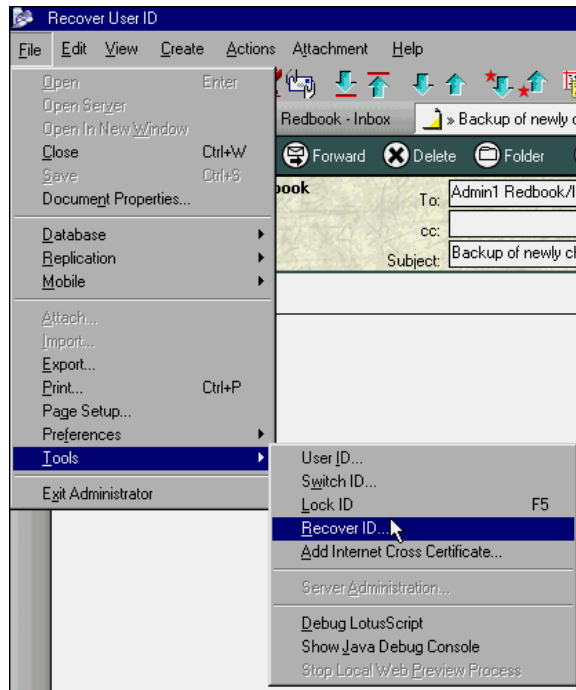 Recover User ID
File Edit View Create Actions Attachment Help
Redbook - Inbox » Backup of newly c
Forward Delete Folder
book
To: Admin1 Redbook/I
cc:
Subject: Backup of newly ch
Open Enter
Open Server
Open In New Window
Close Ctrl+W
Save Ctrl+S
Document Properties...
Database
Replication
Mobile
Attach...
Import...
Export...
Print... Ctrl+P
Page Setup...
Preferences
Tools
Exit Administrator
User ID...
Switch ID...
Lock ID F5
Recover ID...
Add Internet Cross Certificate...
Server Administration...
Debug LotusScript
Show Java Debug Console
Stop Local Web Preview Process